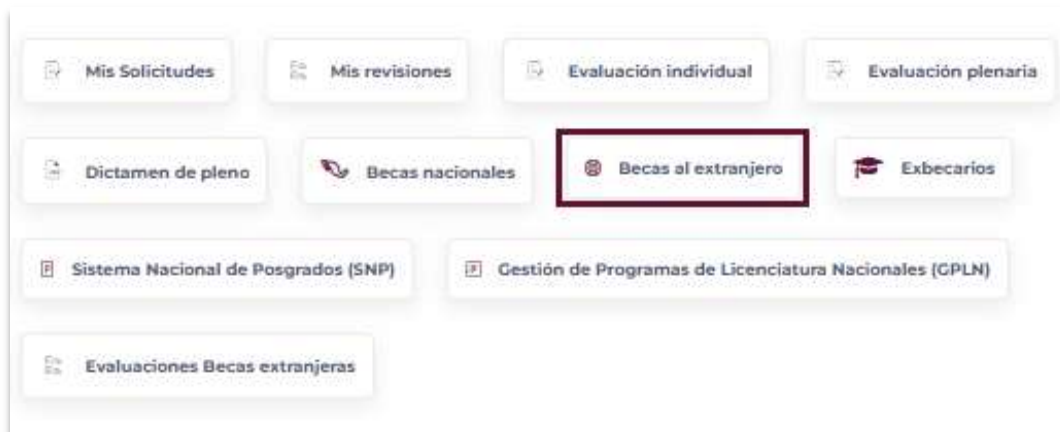 Mis Solicitudes
Mis revisiones
Evaluación individual
Evaluación plenaria
Dictamen de pleno
Becas nacionales
Becas al extranjero
Exbecarios
Sistema Nacional de Posgrados (SNP)
Gestión de Programas de Licenciatura Nacionales (GPLN)
Evaluaciones Becas extranjeras